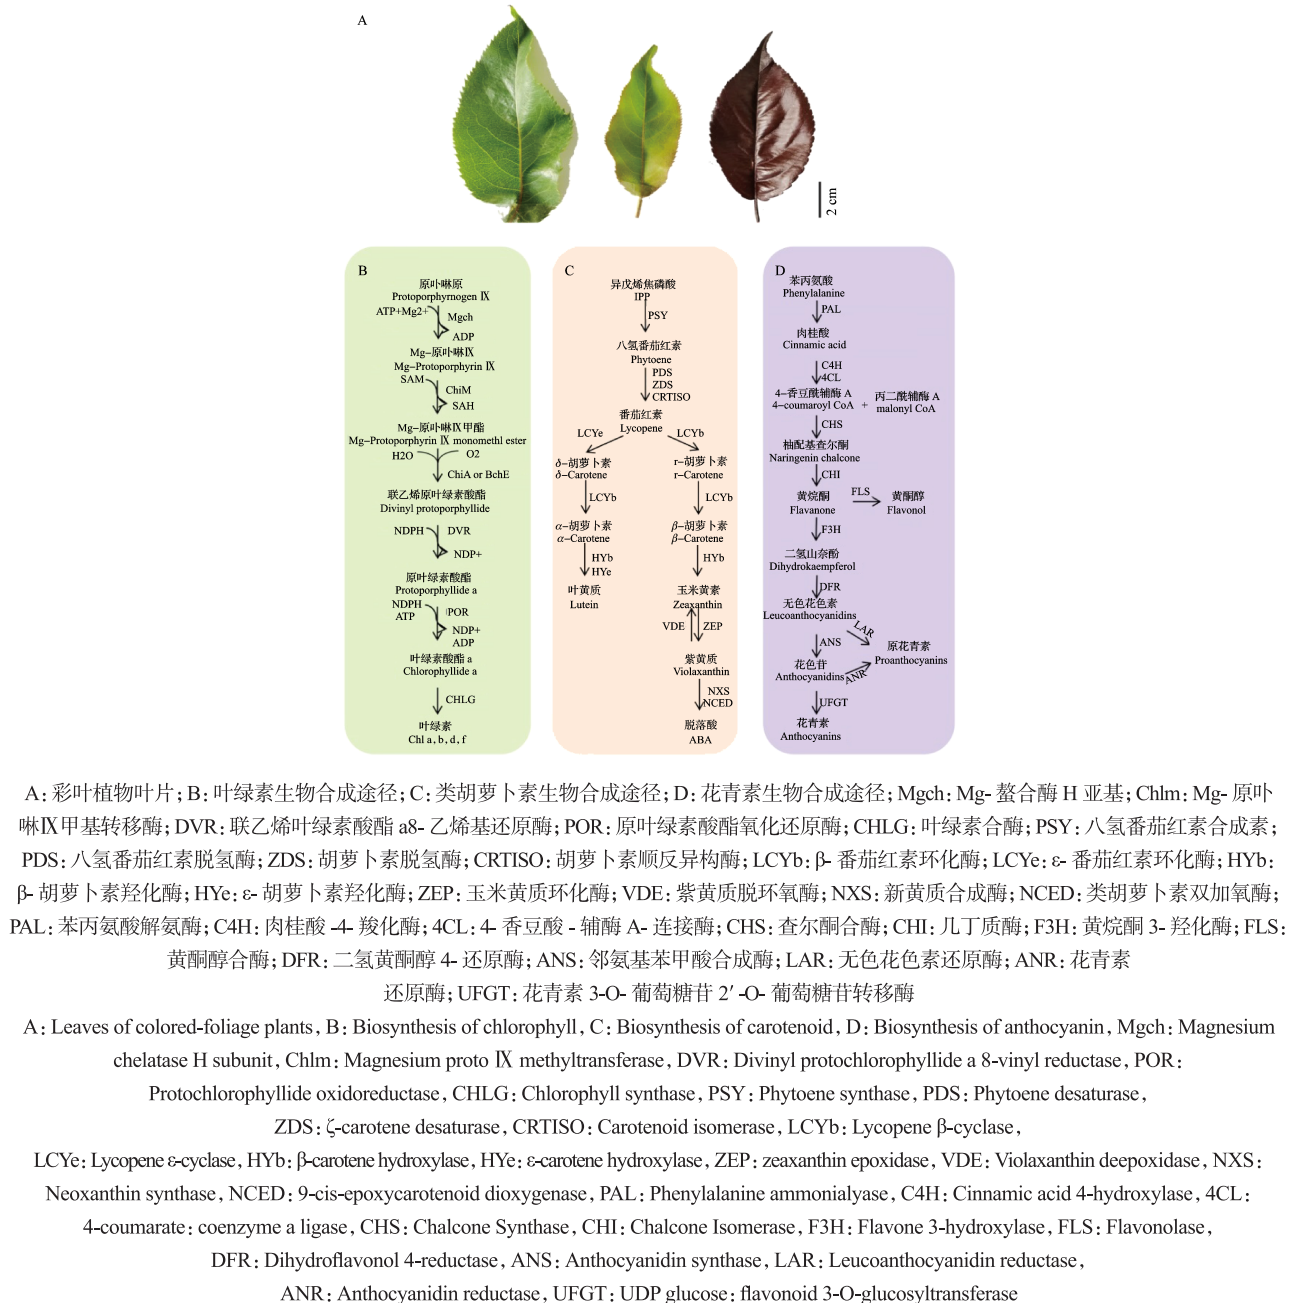 A
2 cm
B
原卟啉原
Protoporphyrnogen Ⅸ
ATP+Mg2+
Mgch
ADP
Mg-原卟啉Ⅸ
Mg-Protoporphyrin Ⅸ
SAM
ChiM
SAH
Mg-原卟啉Ⅸ甲酯
Mg-Protoporphyrin Ⅸ monomethl ester
H2O
O2
ChiA or BchE
联乙烯原叶绿素酸酯
Divinyl protoporphyllide
NDPH
DVR
NDP+
原叶绿素酸酯
Protoporphyllide a
NDPH
ATP
POR
NDP+
ADP
叶绿素酸酯 a
Chlorophyllide a
CHLG
叶绿素
Chl a, b, d, f
C
异戊烯焦磷酸
IPP
PSY
八氢番茄红素
Phytoene
PDS
ZDS
CRTISO
番茄红素
Lycopene
LCYe
LCYb
δ-胡萝卜素
δ-Carotene
r-胡萝卜素
r-Carotene
LCYb
LCYb
α-胡萝卜素
α-Carotene
β-胡萝卜素
β-Carotene
HYb
HYe
HYb
叶黄质
Lutein
玉米黄素
Zeaxanthin
VDE
ZEP
紫黄质
Violaxanthin
NXS
NCED
脱落酸
ABA
D
苯丙氨酸
Phenylalanine
PAL
肉桂酸
Cinnamic acid
C4H
4CL
4-香豆酰辅酶 A
4-coumaroyl CoA
+
丙二酰辅酶 A
malonyl CoA
CHS
柚配基查尔酮
Naringenin chalcone
CHI
黄烷酮
Flavanone
FLS
黄酮醇
Flavonol
F3H
二氢山奈酚
Dihydrokaempferol
DFR
无色花色素
Leucoanthocyanidins
LAR
ANS
原花青素
Proanthocyanins
花色苷
Anthocyanidins
ANR
UFGT
花青素
Anthocyanins
A: 彩叶植物叶片; B: 叶绿素生物合成途径; C: 类胡萝卜素生物合成途径; D: 花青素生物合成途径; Mgch: Mg- 螯合酶 H 亚基; Chlm: Mg- 原卟
啉Ⅸ甲基转移酶; DVR: 联乙烯叶绿素酸酯 a8- 乙烯基还原酶; POR: 原叶绿素酸酯氧化还原酶; CHLG: 叶绿素合酶; PSY: 八氢番茄红素合成素;
PDS: 八氢番茄红素脱氢酶; ZDS: 胡萝卜素脱氢酶; CRTISO: 胡萝卜素顺反异构酶; LCYb: β- 番茄红素环化酶; LCYe: ε- 番茄红素环化酶; HYb:
β- 胡萝卜素羟化酶; HYe: ε- 胡萝卜素羟化酶; ZEP: 玉米黄质环化酶; VDE: 紫黄质脱环氧酶; NXS: 新黄质合成酶; NCED: 类胡萝卜素双加氧酶;
PAL: 苯丙氨酸解氨酶; C4H: 肉桂酸 -4- 羧化酶; 4CL: 4- 香豆酸 - 辅酶 A- 连接酶; CHS: 查尔酮合酶; CHI: 几丁质酶; F3H: 黄烷酮 3- 羟化酶; FLS:
黄酮醇合酶; DFR: 二氢黄酮醇 4- 还原酶; ANS: 邻氨基苯甲酸合成酶; LAR: 无色花色素还原酶; ANR: 花青素
还原酶; UFGT: 花青素 3-O- 葡萄糖苷 2′ -O- 葡萄糖苷转移酶
A: Leaves of colored-foliage plants, B: Biosynthesis of chlorophyll, C: Biosynthesis of carotenoid, D: Biosynthesis of anthocyanin, Mgch: Magnesium
chelatase H subunit, Chlm: Magnesium proto Ⅸ methyltransferase, DVR: Divinyl protochlorophyllide a 8-vinyl reductase, POR:
Protochlorophyllide oxidoreductase, CHLG: Chlorophyll synthase, PSY: Phytoene synthase, PDS: Phytoene desaturase,
ZDS: ζ-carotene desaturase, CRTISO: Carotenoid isomerase, LCYb: Lycopene β-cyclase,
LCYe: Lycopene ε-cyclase, HYb: β-carotene hydroxylase, HYe: ε-carotene hydroxylase, ZEP: zeaxanthin epoxidase, VDE: Violaxanthin deepoxidase, NXS:
Neoxanthin synthase, NCED: 9-cis-epoxycarotenoid dioxygenase, PAL: Phenylalanine ammonialyase, C4H: Cinnamic acid 4-hydroxylase, 4CL:
4-coumarate: coenzyme a ligase, CHS: Chalcone Synthase, CHI: Chalcone Isomerase, F3H: Flavone 3-hydroxylase, FLS: Flavonolase,
DFR: Dihydroflavonol 4-reductase, ANS: Anthocyanidin synthase, LAR: Leucoanthocyanidin reductase,
ANR: Anthocyanidin reductase, UFGT: UDP glucose: flavonoid 3-O-glucosyltransferase